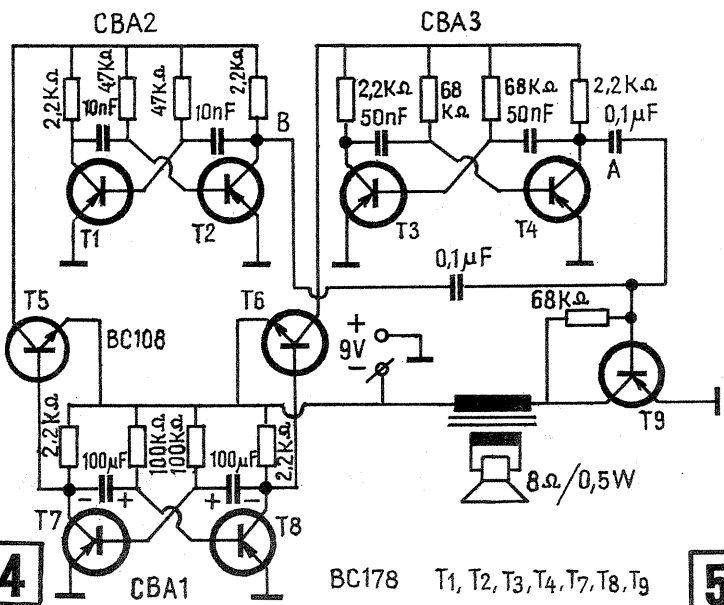 CBA2
CBA3
2,2KΩ
47KΩ
47KΩ
2,2KΩ
10nF
10nF
B
T1
T2
2,2KΩ
50nF
68
KΩ
68KΩ
50nF
2,2KΩ
0,1μF
A
T3
T4
0,1μF
68KΩ
T5
BC108
T6
+
9V
-
T9
2,2KΩ
100KΩ
100KΩ
2,2KΩ
100μF
100μF
- +
+ -
T7
T8
8Ω/0,5W
4
CBA1
BC178 T1, T2, T3, T4, T7, T8, T9
5